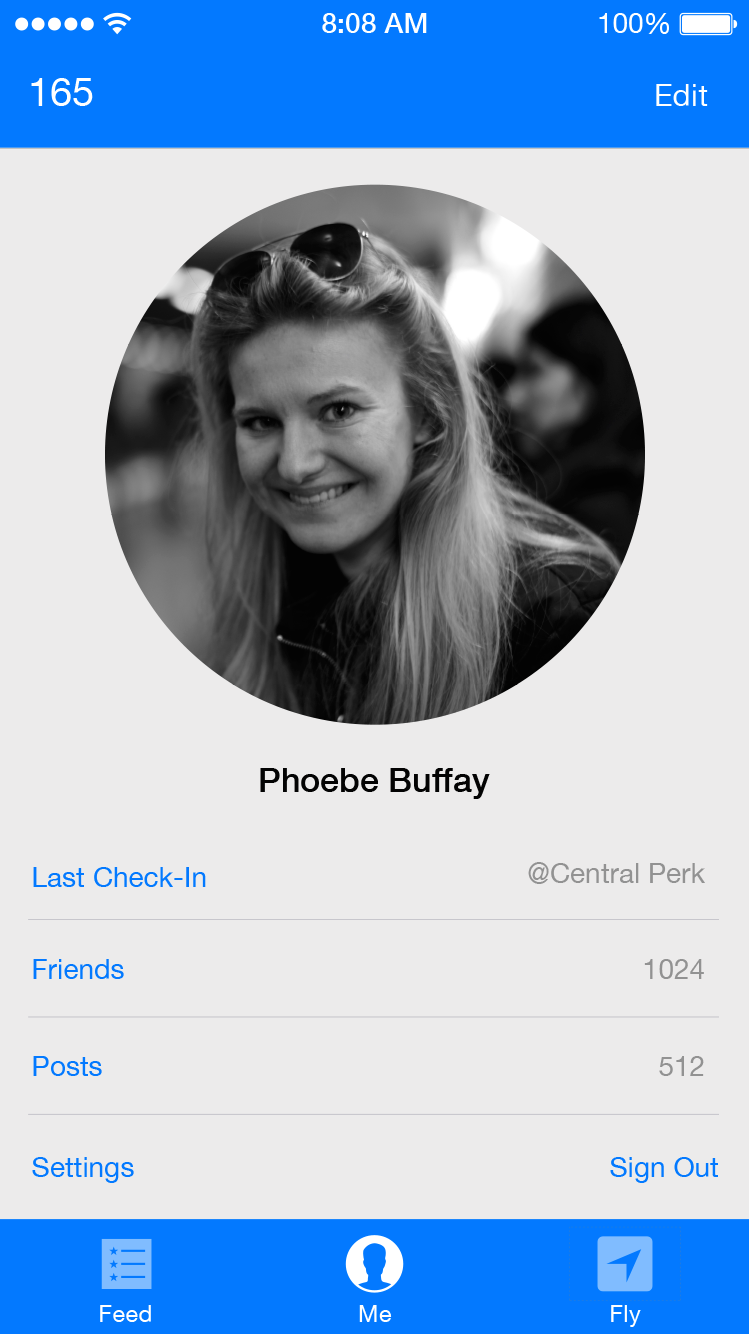 8:08 AM 100%
165 Edit
Phoebe Buffay
Last Check-In @Central Perk
Friends 1024
Posts 512
Settings Sign Out
Feed Me Fly